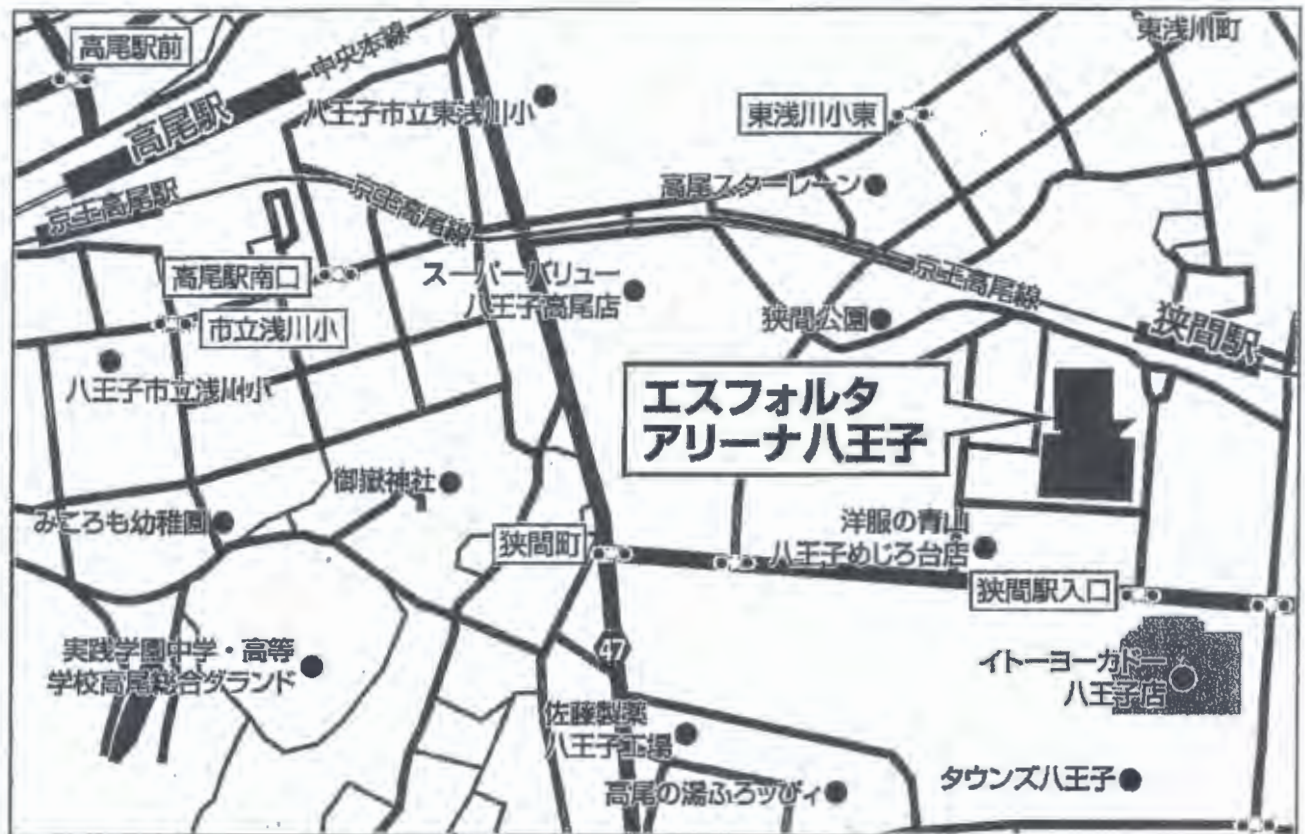 高尾駅前
中央本線
高尾駅
八王子市立東浅川小
東浅川町
東浅川小東
高尾スターレーン
京王高尾駅
京王高尾線
高尾駅南口
スーパーバリュー
八王子高尾店
京王高尾線
狭間公園
狭間駅
市立浅川小
八王子市立浅川小
エスフォルタ
アリーナ八王子
御嶽神社
みころも幼稚園
狭間町
洋服の青山
八王子めじろ台店
狭間駅入口
47
実践学園中学・高等
学校高尾総合グランド
イトーヨーカドー
八王子店
佐藤製薬
八王子工場
高尾の湯ふろッぴィ
タウンズ八王子